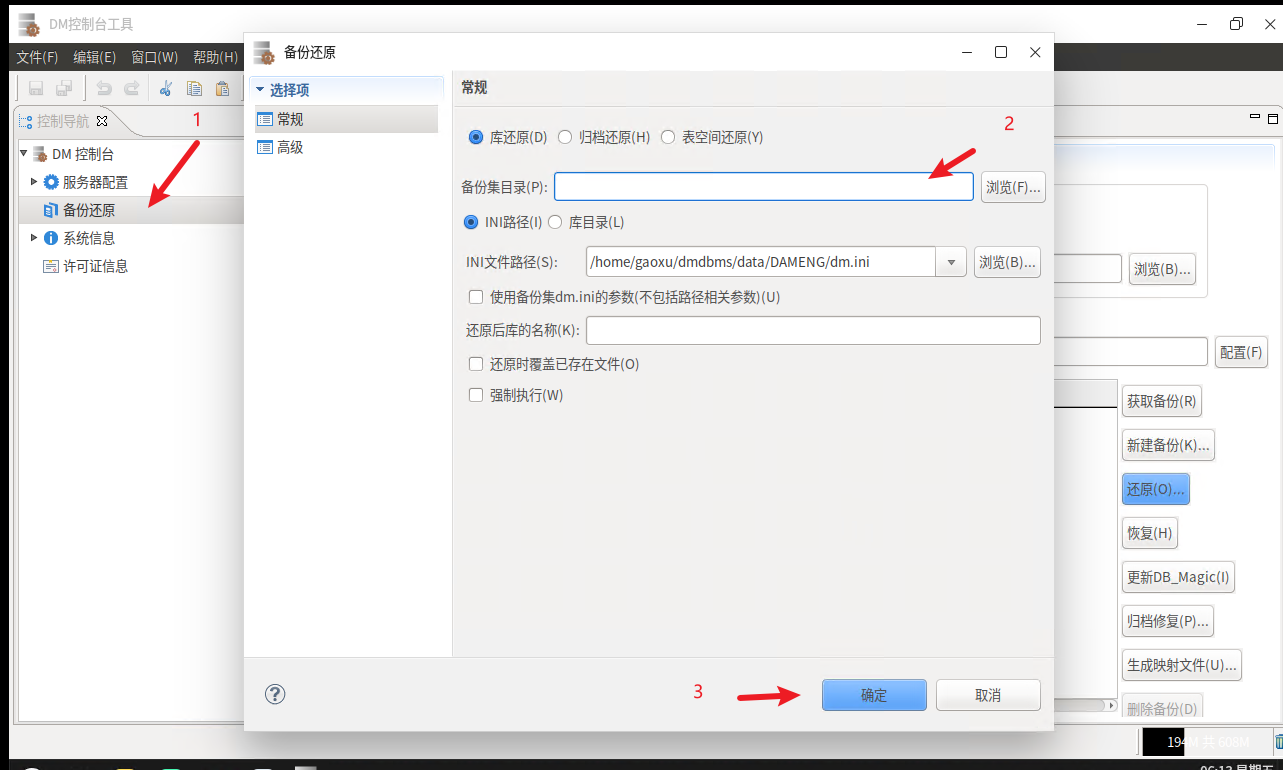 DM控制台工具
文件(F) 编辑(E) 窗口(W) 帮助(H)
控制导航
1
DM 控制台
服务器配置
备份还原
系统信息
许可证信息
备份还原
选择项
常规
高级
常规
2
库还原(D) 归档还原(H) 表空间还原(Y)
备份集目录(P): 浏览(F)...
INI路径(I) 库目录(L)
INI文件路径(S): /home/gaoxu/dmdbms/data/DAMENG/dm.ini 浏览(B)...
使用备份集dm.ini的参数(不包括路径相关参数)(U)
还原后库的名称(K):
还原时覆盖已存在文件(O)
强制执行(W)
3
确定 取消
浏览(B)...
配置(F)
获取备份(R)
新建备份(K)...
还原(O)...
恢复(H)
更新DB_Magic(I)
归档修复(P)...
生成映射文件(U)...
删除备份(D)
194M 共 608M
06:12 星期五